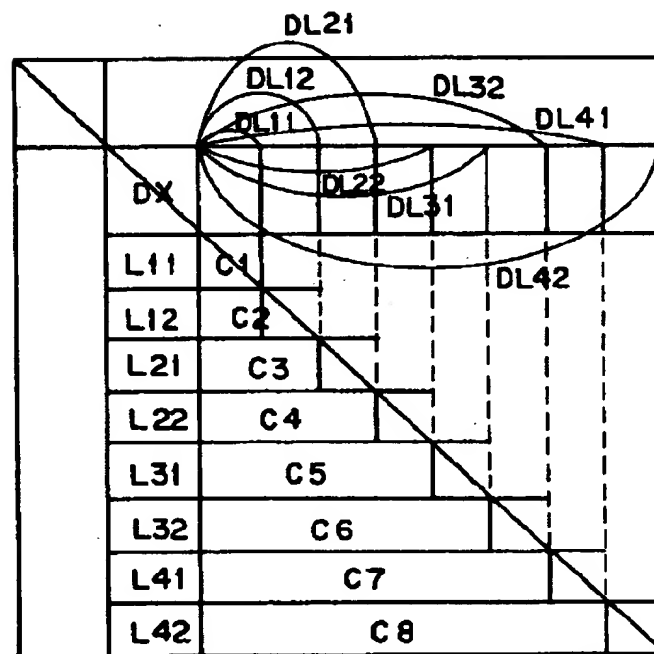 DL21
DL12
DL32
DL11
DL41
DX
DL22
DL31
L11 C1
DL42
L12 C2
L21 C3
L22 C4
L31 C5
L32 C6
L41 C7
L42 C8